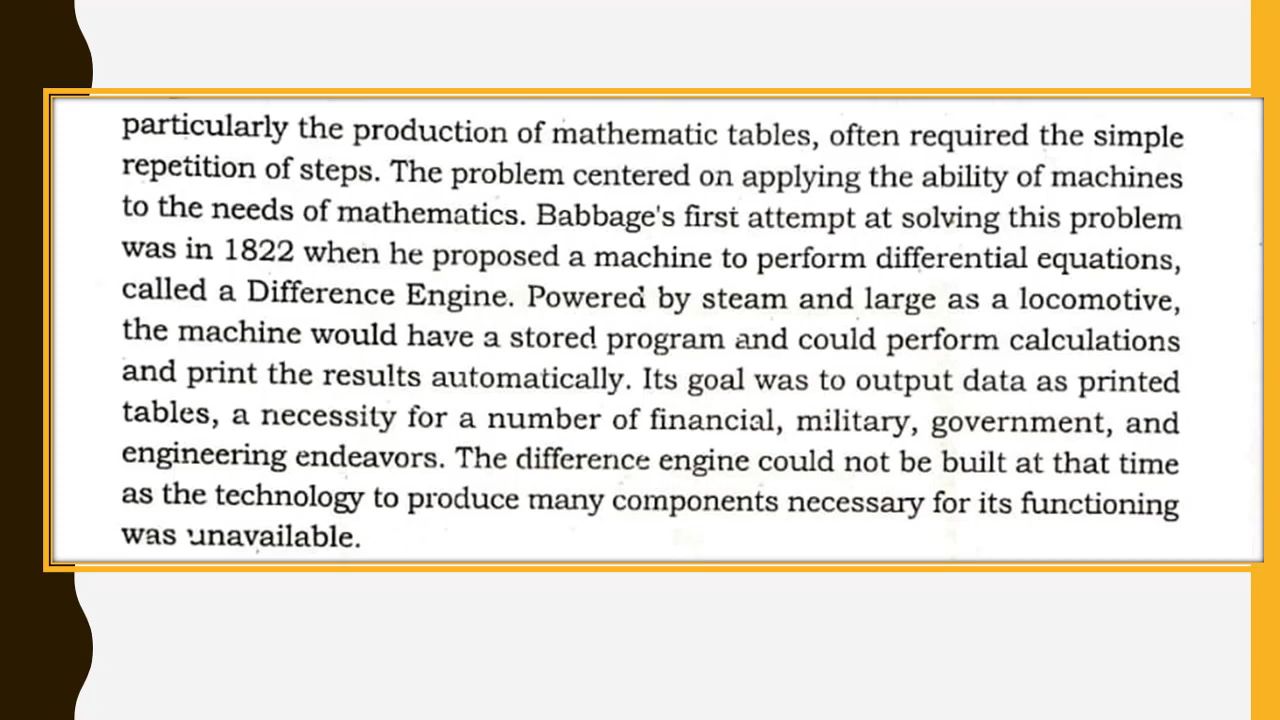 particularly the production of mathematic tables, often required the simple
repetition of steps. The problem centered on applying the ability of machines
to the needs of mathematics. Babbage's first attempt at solving this problem
was in 1822 when he proposed a machine to perform differential equations,
called a Difference Engine. Powered by steam and large as a locomotive,
the machine would have a stored program and could perform calculations
and print the results automatically. Its goal was to output data as printed
tables, a necessity for a number of financial, military, government, and
engineering endeavors. The difference engine could not be built at that time
as the technology to produce many components necessary for its functioning
was unavailable.